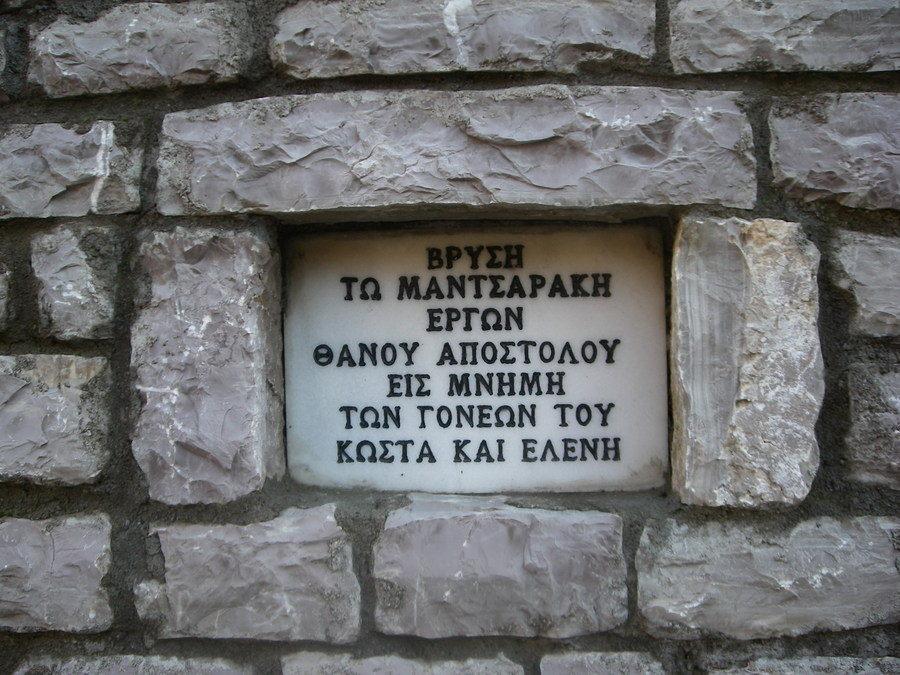 ΒΡΥΣΗ
ΤΩ ΜΑΝΤΣΑΡΑΚΗ
ΕΡΓΩΝ
ΘΑΝΟΥ ΑΠΟΣΤΟΛΟΥ
ΕΙΣ ΜΝΗΜΗ
ΤΩΝ ΓΟΝΕΩΝ ΤΟΥ
ΚΩΣΤΑ ΚΑΙ ΕΛΕΝΗ